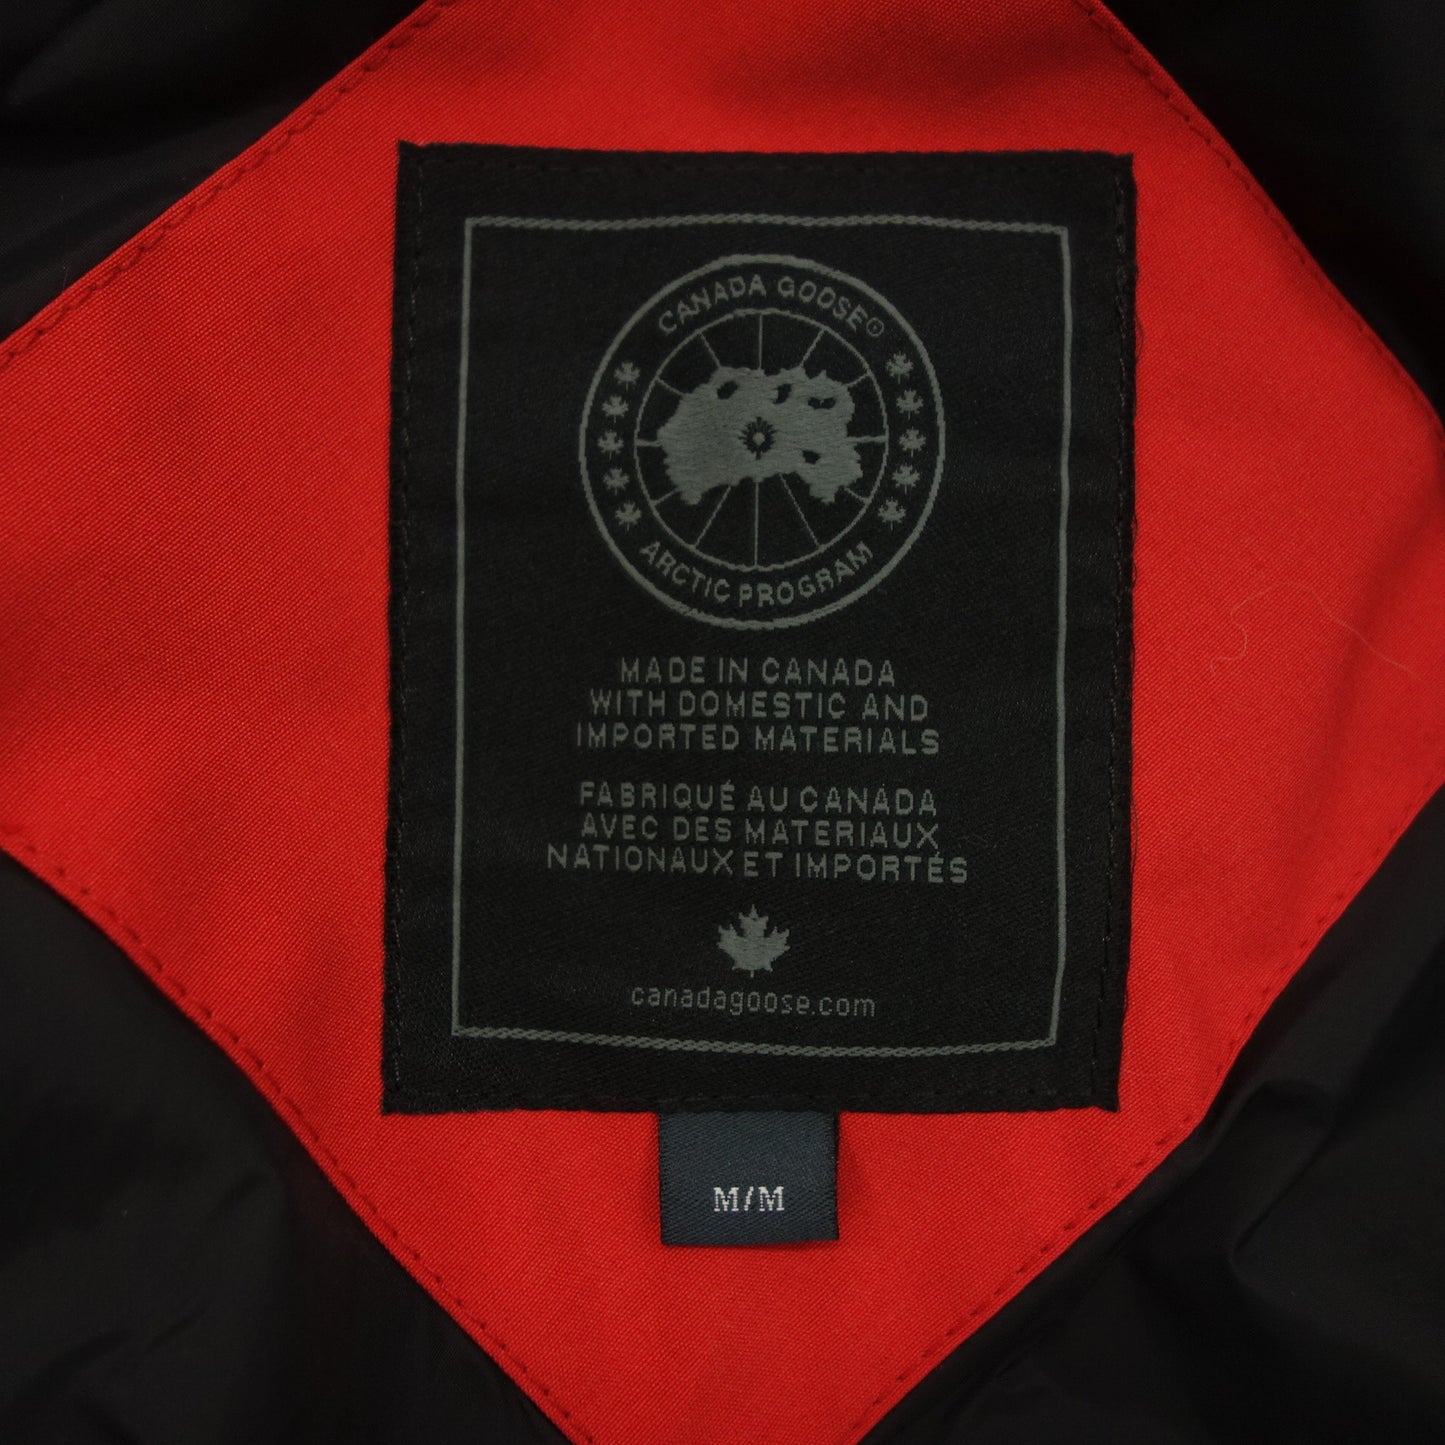 CANADA GOOSE®
ARCTIC PROGRAM
MADE IN CANADA
WITH DOMESTIC AND
IMPORTED MATERIALS
FABRIQUÉ AU CANADA
AVEC DES MATERIAUX
NATIONAUX ET IMPORTÉS
canadagoose.com
M/M